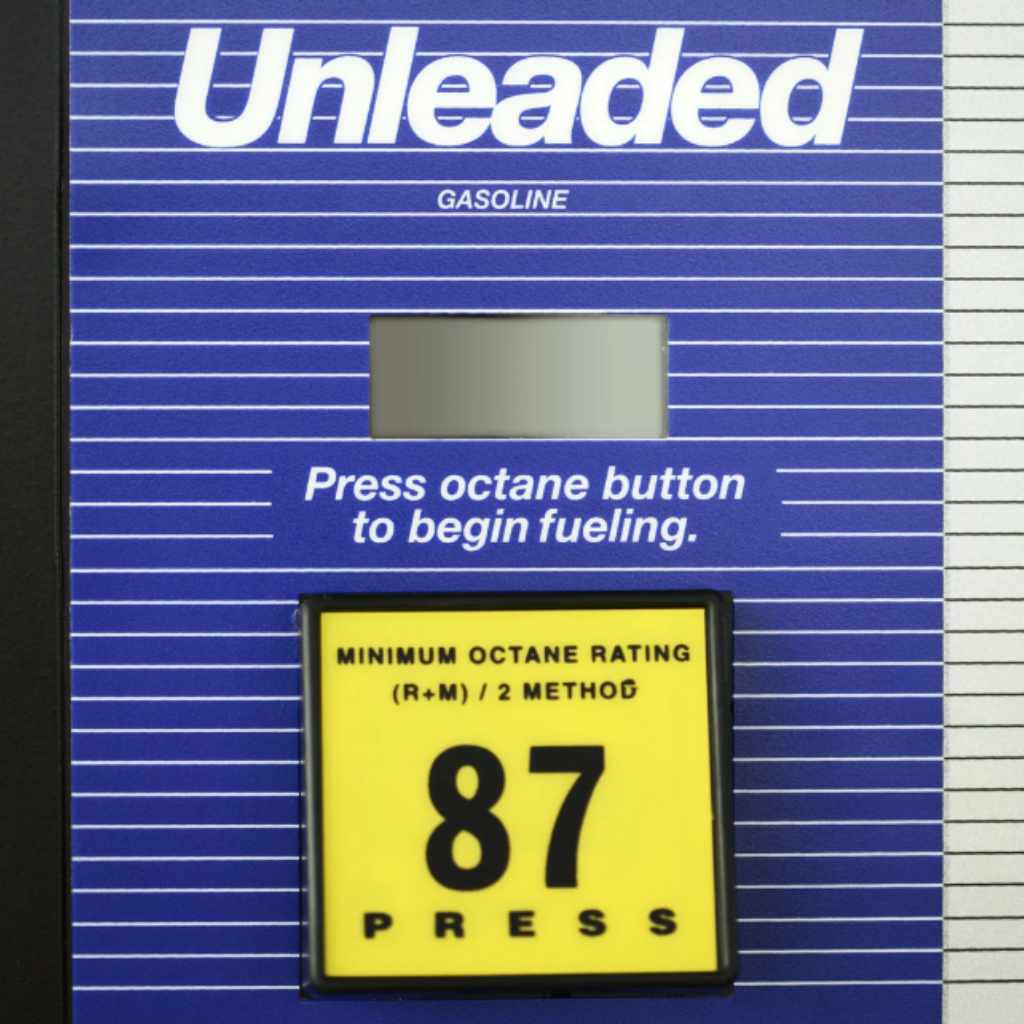 Unleaded
GASOLINE
Press octane button
to begin fueling.
MINIMUM OCTANE RATING
(R+M) / 2 METHOD
87
PRESS